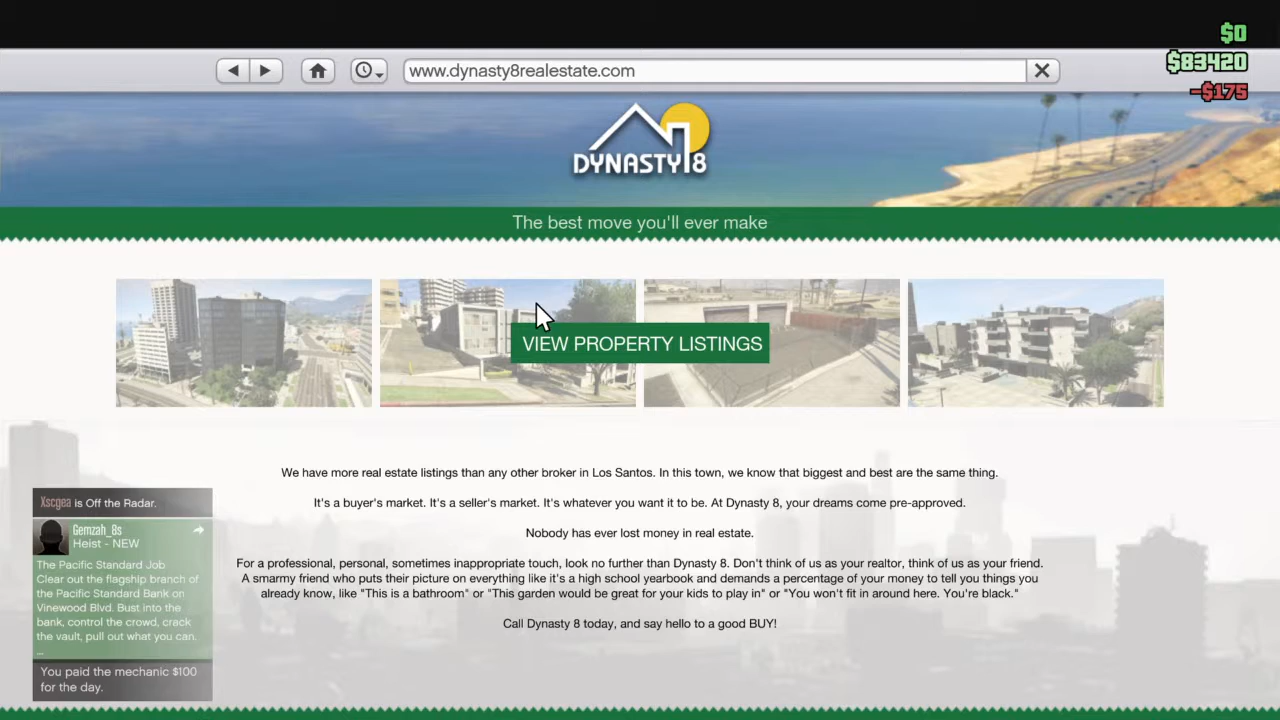 $0
www.dynasty8realestate.com
$83420
-$175
DYNASTY8
The best move you'll ever make
VIEW PROPERTY LISTINGS
We have more real estate listings than any other broker in Los Santos. In this town, we know that biggest and best are the same thing.
It's a buyer's market. It's a seller's market. It's whatever you want it to be. At Dynasty 8, your dreams come pre-approved.
Nobody has ever lost money in real estate.
For a professional, personal, sometimes inappropriate touch, look no further than Dynasty 8. Don't think of us as your realtor, think of us as your friend.
A smarmy friend who puts their picture on everything like it's a high school yearbook and demands a percentage of your money to tell you things you
already know, like "This is a bathroom" or "This garden would be great for your kids to play in" or "You won't fit in around here. You're black."
Call Dynasty 8 today, and say hello to a good BUY!
Xscgea is Off the Radar.
Gemzah_8s
Heist - NEW
The Pacific Standard Job
Clear out the flagship branch of
the Pacific Standard Bank on
Vinewood Blvd. Bust into the
bank, control the crowd, crack
the vault, pull out what you can.
...
You paid the mechanic $100
for the day.